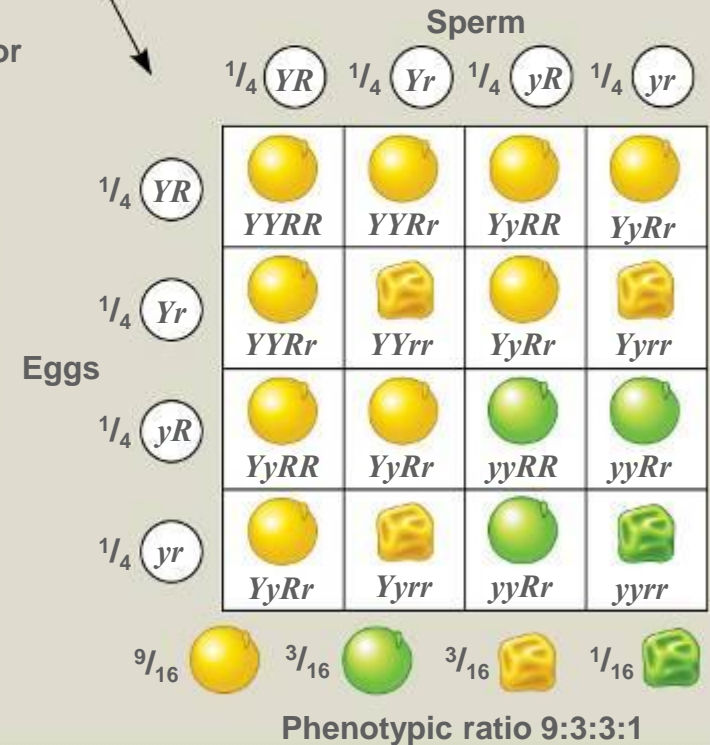 Sperm
or
1/4 YR 1/4 Yr 1/4 yR 1/4 yr
1/4 YR
YYRR YYRr YyRR YyRr
1/4 Yr
YYRr YYrr YyRr Yyrr
Eggs
1/4 yR
YyRR YyRr yyRR yyRr
1/4 yr
YyRr Yyrr yyRr yyrr
9/16 3/16 3/16 1/16
Phenotypic ratio 9:3:3:1